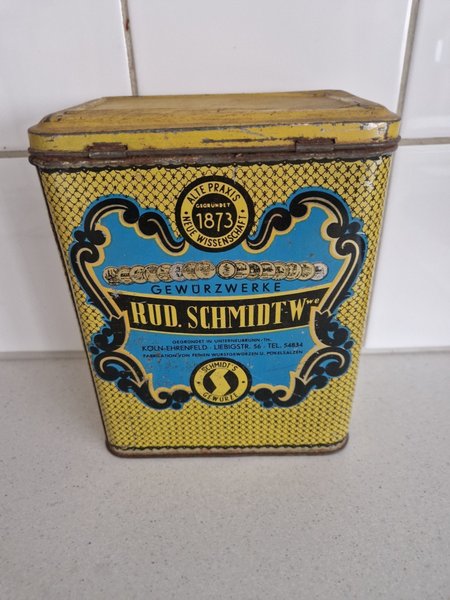 ALTE PRAXIS
GEGRÜNDET
1873
NEUE WISSENSCHAFT
GEWÜRZWERKE
RUD. SCHMIDT-Wwe
GEGRÜNDET IN UNTERNEUBRUNN-TH.
KÖLN-EHRENFELD - LIEBIGSTR. 56 - TEL. 54834
FABRIKATION VON FEINEN WURSTGEWÜRZEN U. PÖKELSALZEN
SCHMIDT'S
S
GEWÜRZE